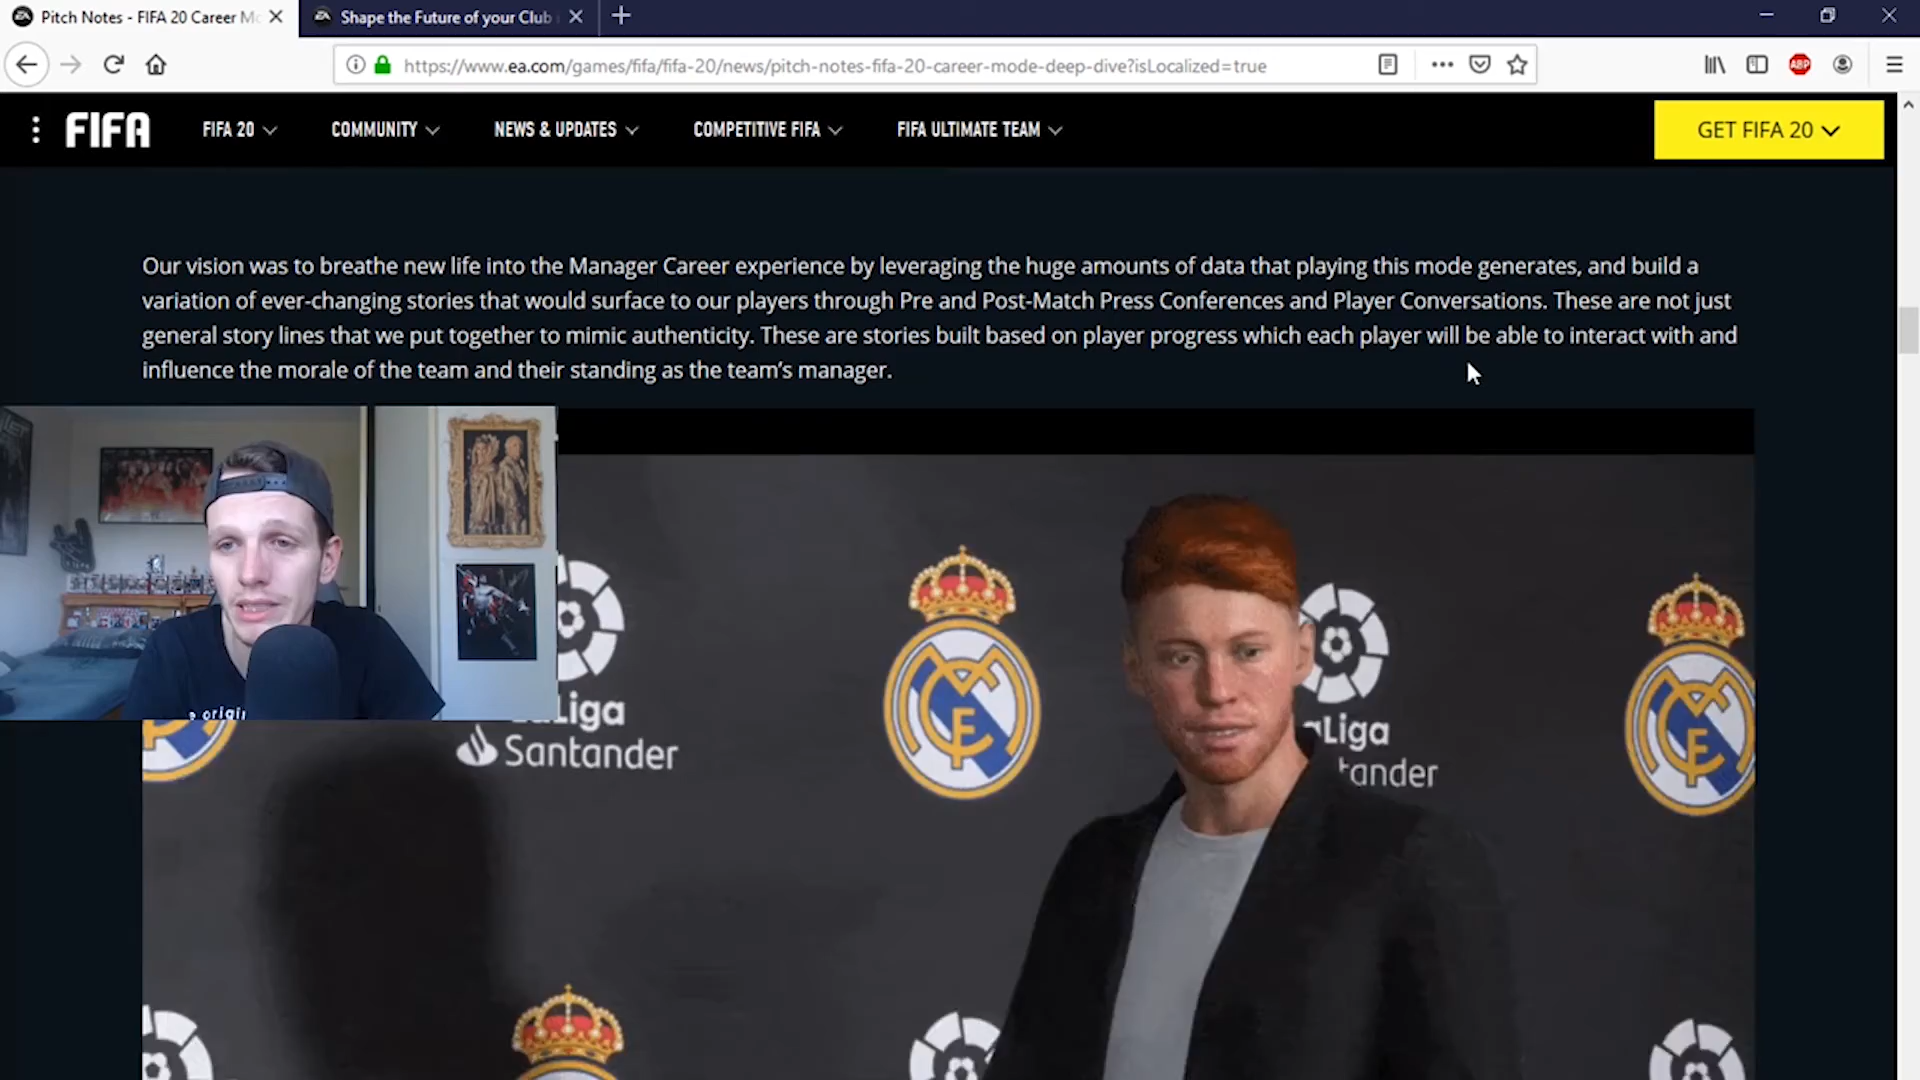 Pitch Notes - FIFA 20 Career Mo
Shape the Future of your Club
https://www.ea.com/games/fifa/fifa-20/news/pitch-notes-fifa-20-career-mode-deep-dive?isLocalized=true
ABP
FIFA
FIFA 20
COMMUNITY
NEWS & UPDATES
COMPETITIVE FIFA
FIFA ULTIMATE TEAM
GET FIFA 20
Our vision was to breathe new life into the Manager Career experience by leveraging the huge amounts of data that playing this mode generates, and build a
variation of ever-changing stories that would surface to our players through Pre and Post-Match Press Conferences and Player Conversations. These are not just
general story lines that we put together to mimic authenticity. These are stories built based on player progress which each player will be able to interact with and
influence the morale of the team and their standing as the team's manager.
e origi
LaLiga
Santander
aLiga
tander